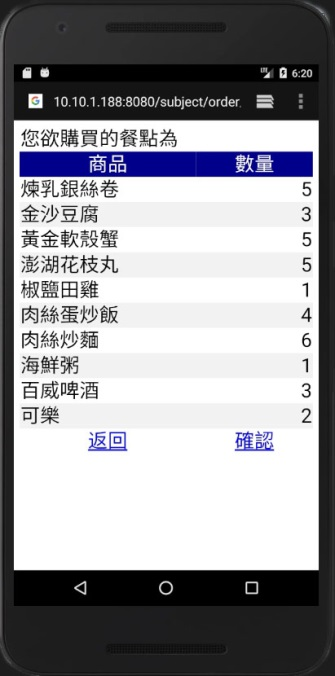 6:20
10.10.1.188:8080/subject/order_
您欲購買的餐點為
商品 數量
煉乳銀絲卷 5
金沙豆腐 3
黃金軟殼蟹 5
澎湖花枝丸 5
椒鹽田雞 1
肉絲蛋炒飯 4
肉絲炒麵 6
海鮮粥 1
百威啤酒 3
可樂 2
返回 確認